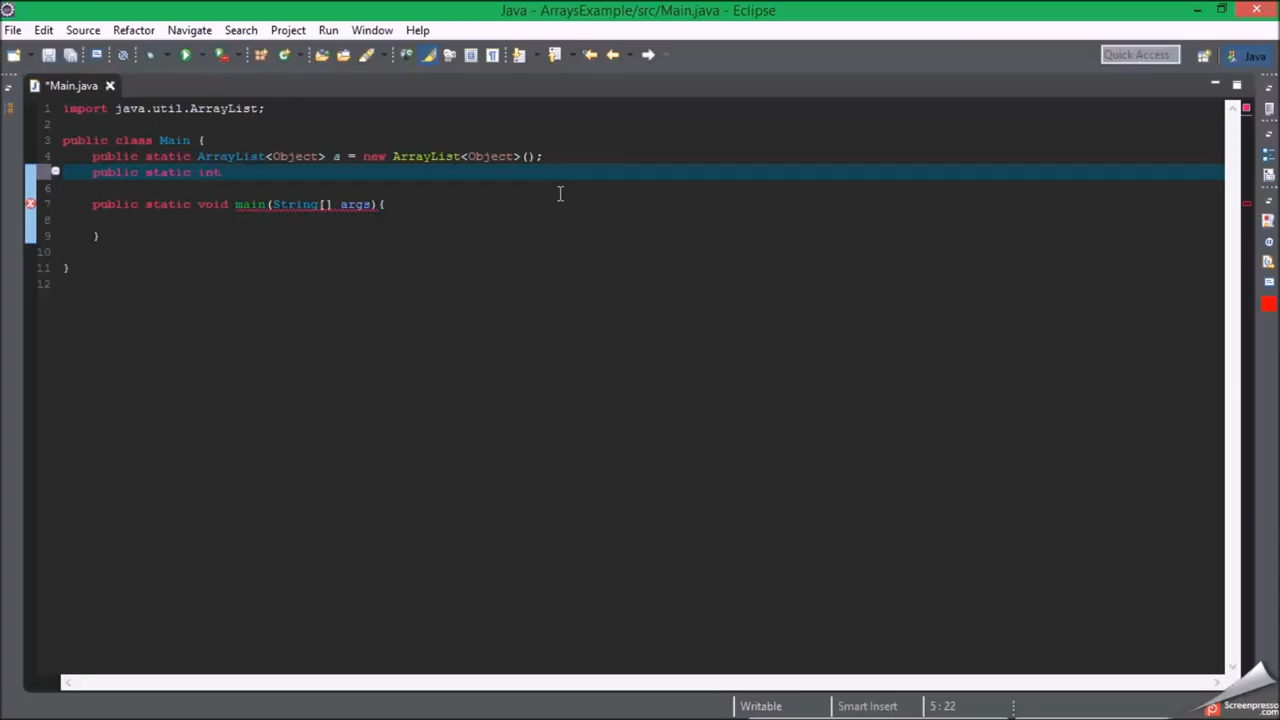 Java - ArraysExample/src/Main.java - Eclipse
File Edit Source Refactor Navigate Search Project Run Window Help
Quick Access Java
*Main.java
1 import java.util.ArrayList;
2
3 public class Main {
4 public static ArrayList<Object> a = new ArrayList<Object>();
public static int
6
7 public static void main(String[] args){
8
9 }
10
11 }
12
Writable Smart Insert 5 : 22
Screenpresso
.com